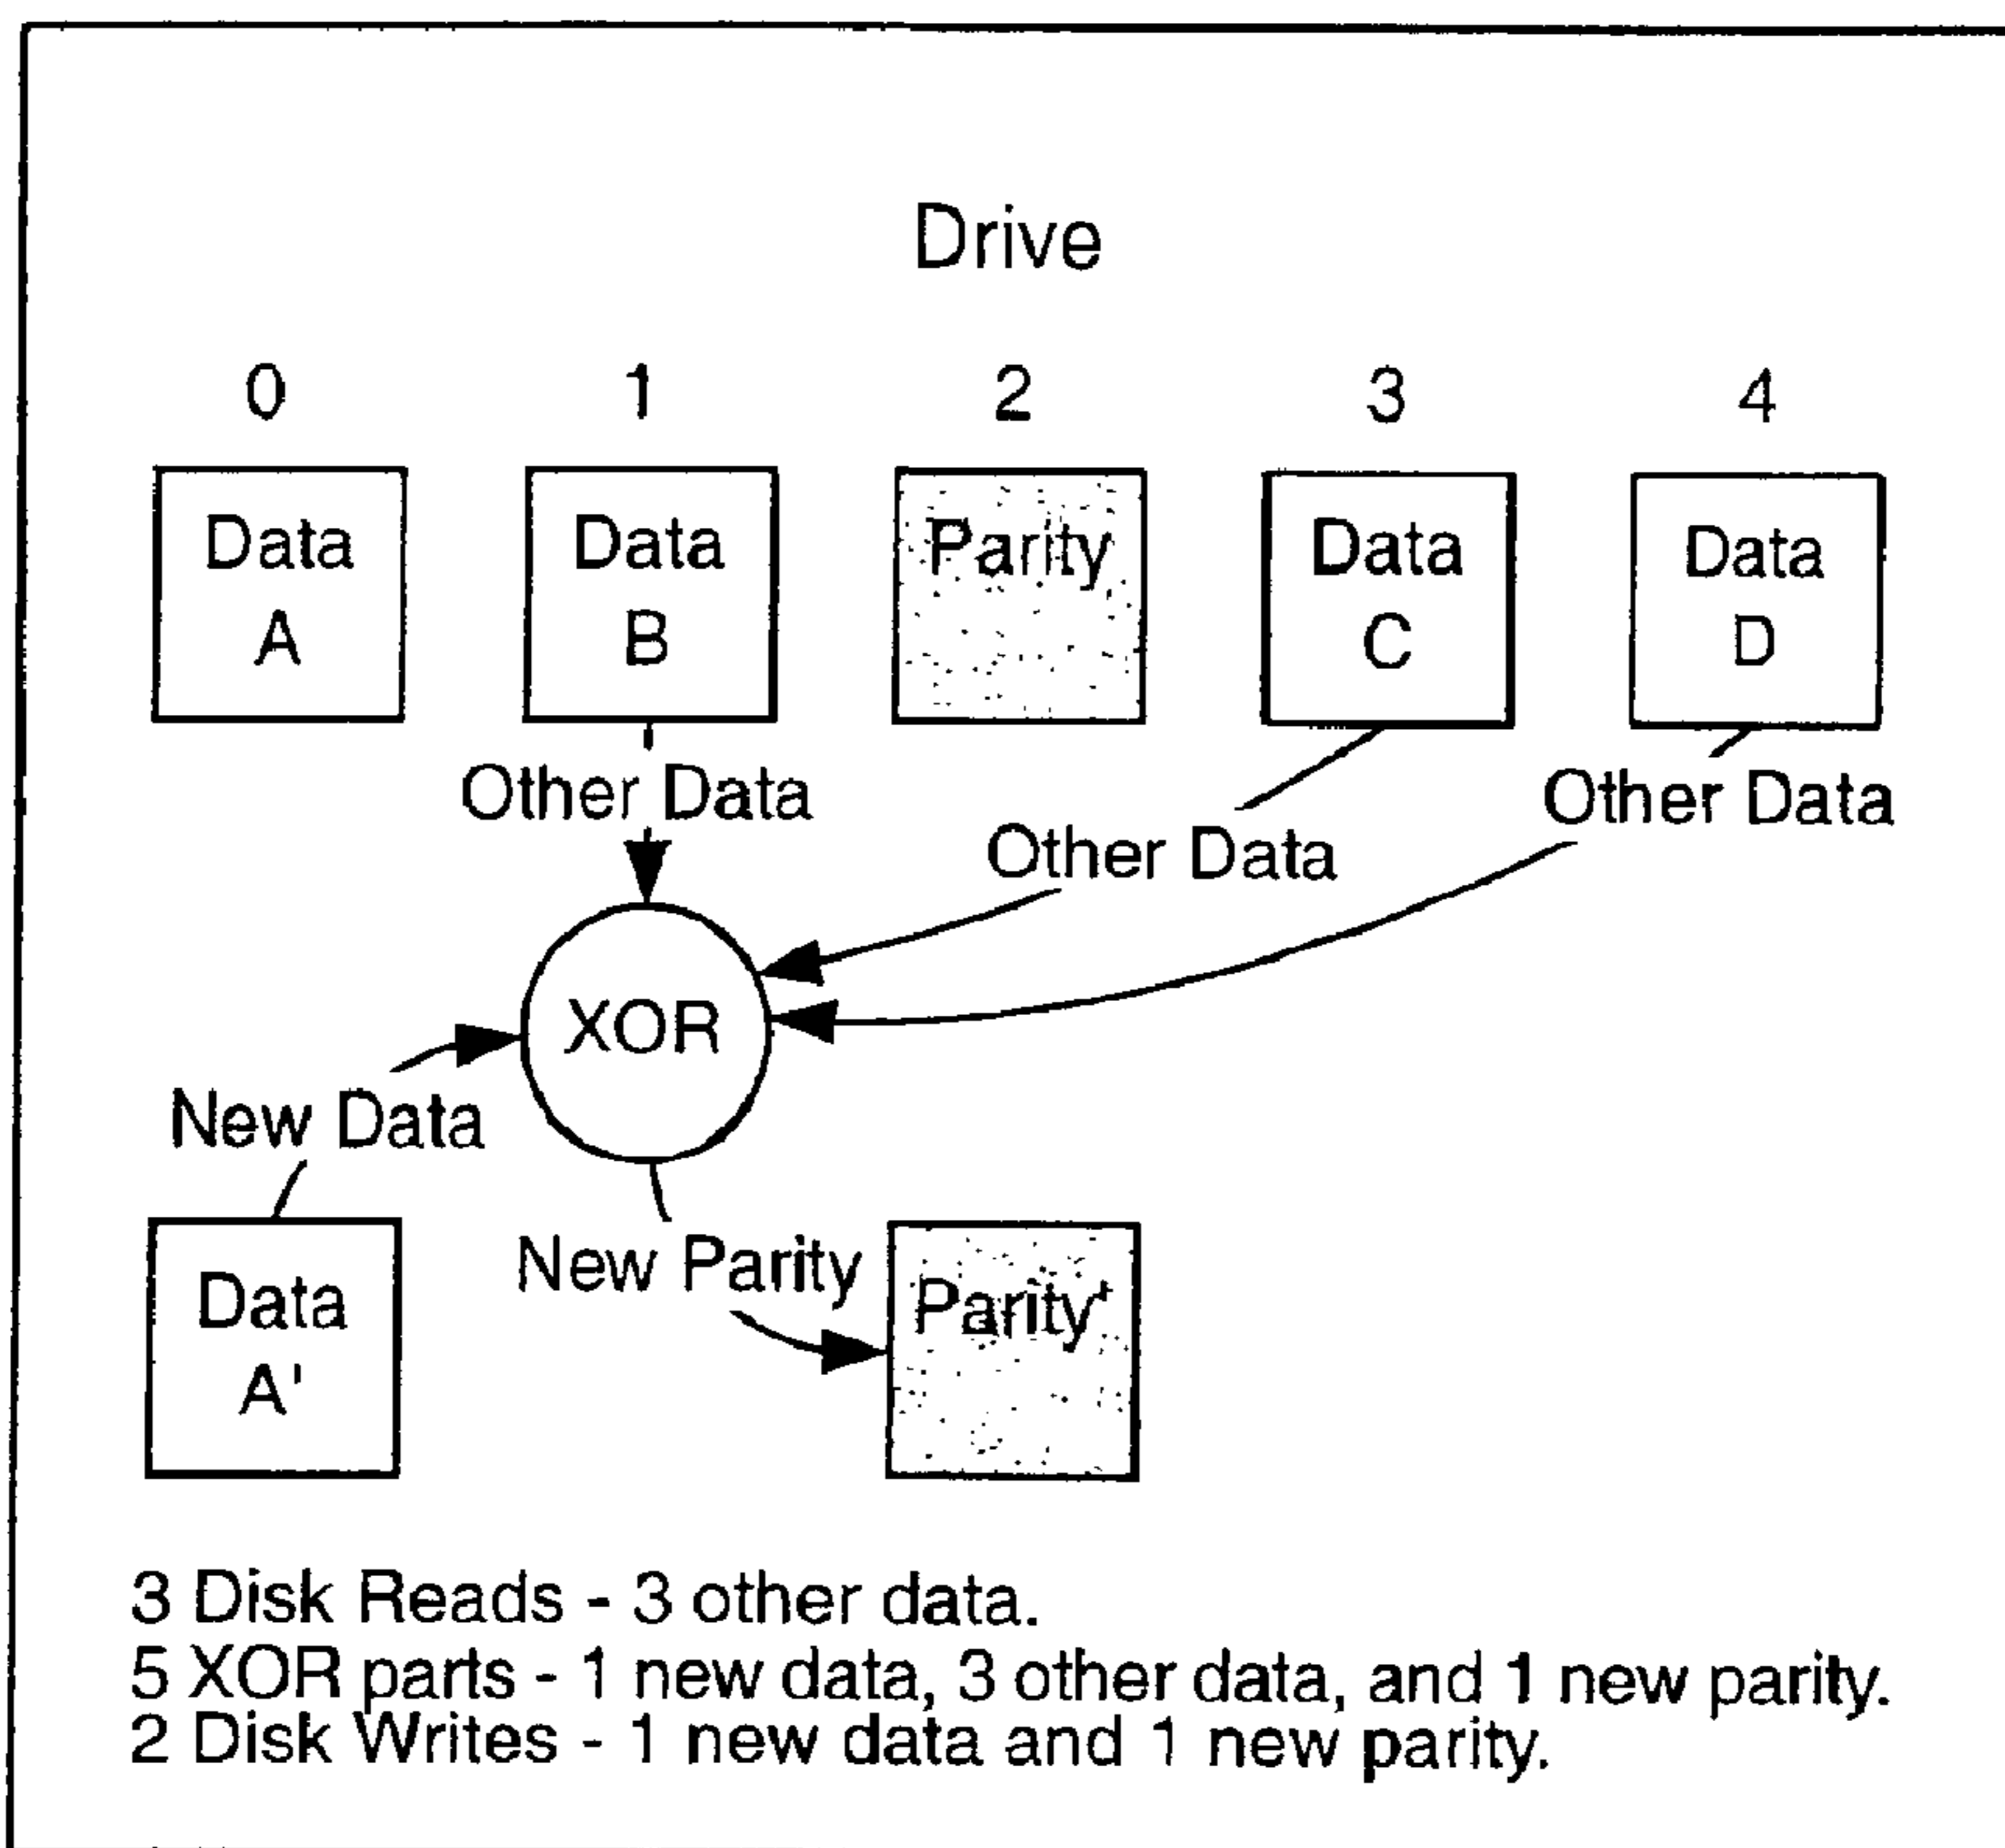 Drive
0 1 2 3 4
Data A
Data B
Parity
Data C
Data D
Other Data
Other Data
Other Data
XOR
New Data
New Parity
Data A'
Parity'
3 Disk Reads - 3 other data.
5 XOR parts - 1 new data, 3 other data, and 1 new parity.
2 Disk Writes - 1 new data and 1 new parity.